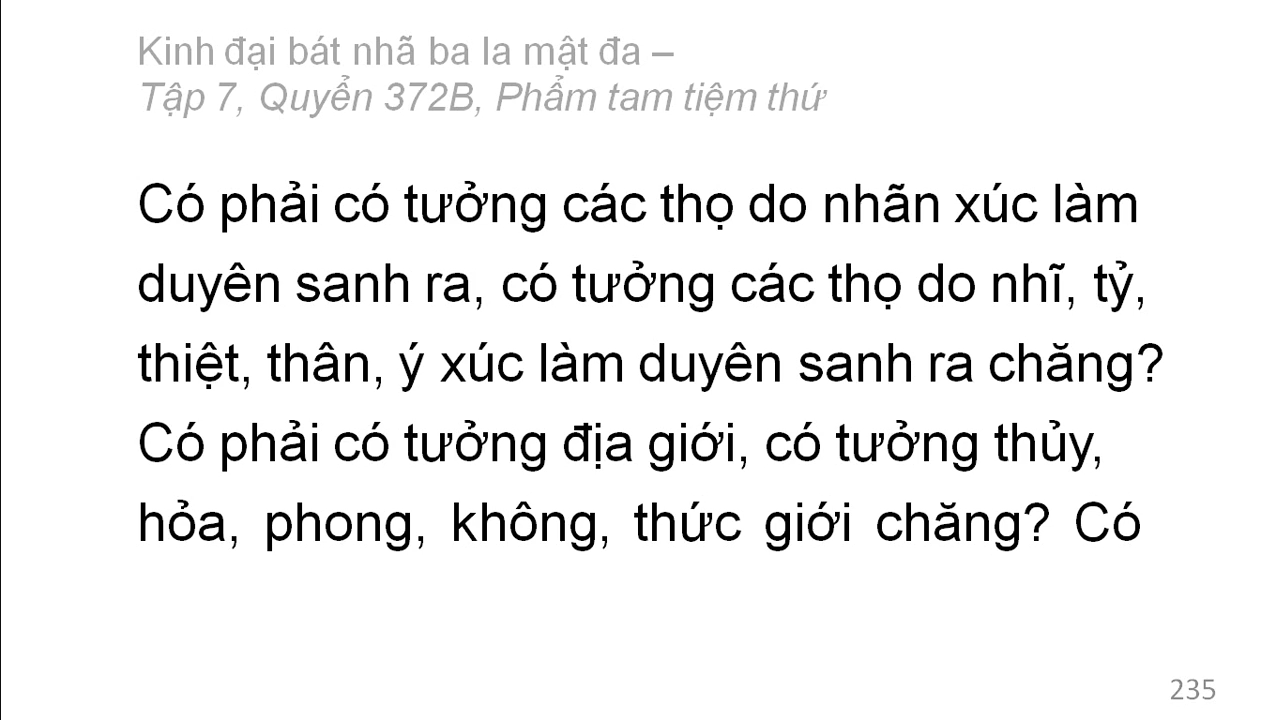 Kinh đại bát nhã ba la mật đa –
Tập 7, Quyển 372B, Phẩm tam tiệm thứ
Có phải có tưởng các thọ do nhãn xúc làm
duyên sanh ra, có tưởng các thọ do nhĩ, tỷ,
thiệt, thân, ý xúc làm duyên sanh ra chăng?
Có phải có tưởng địa giới, có tưởng thủy,
hỏa, phong, không, thức giới chăng? Có
235